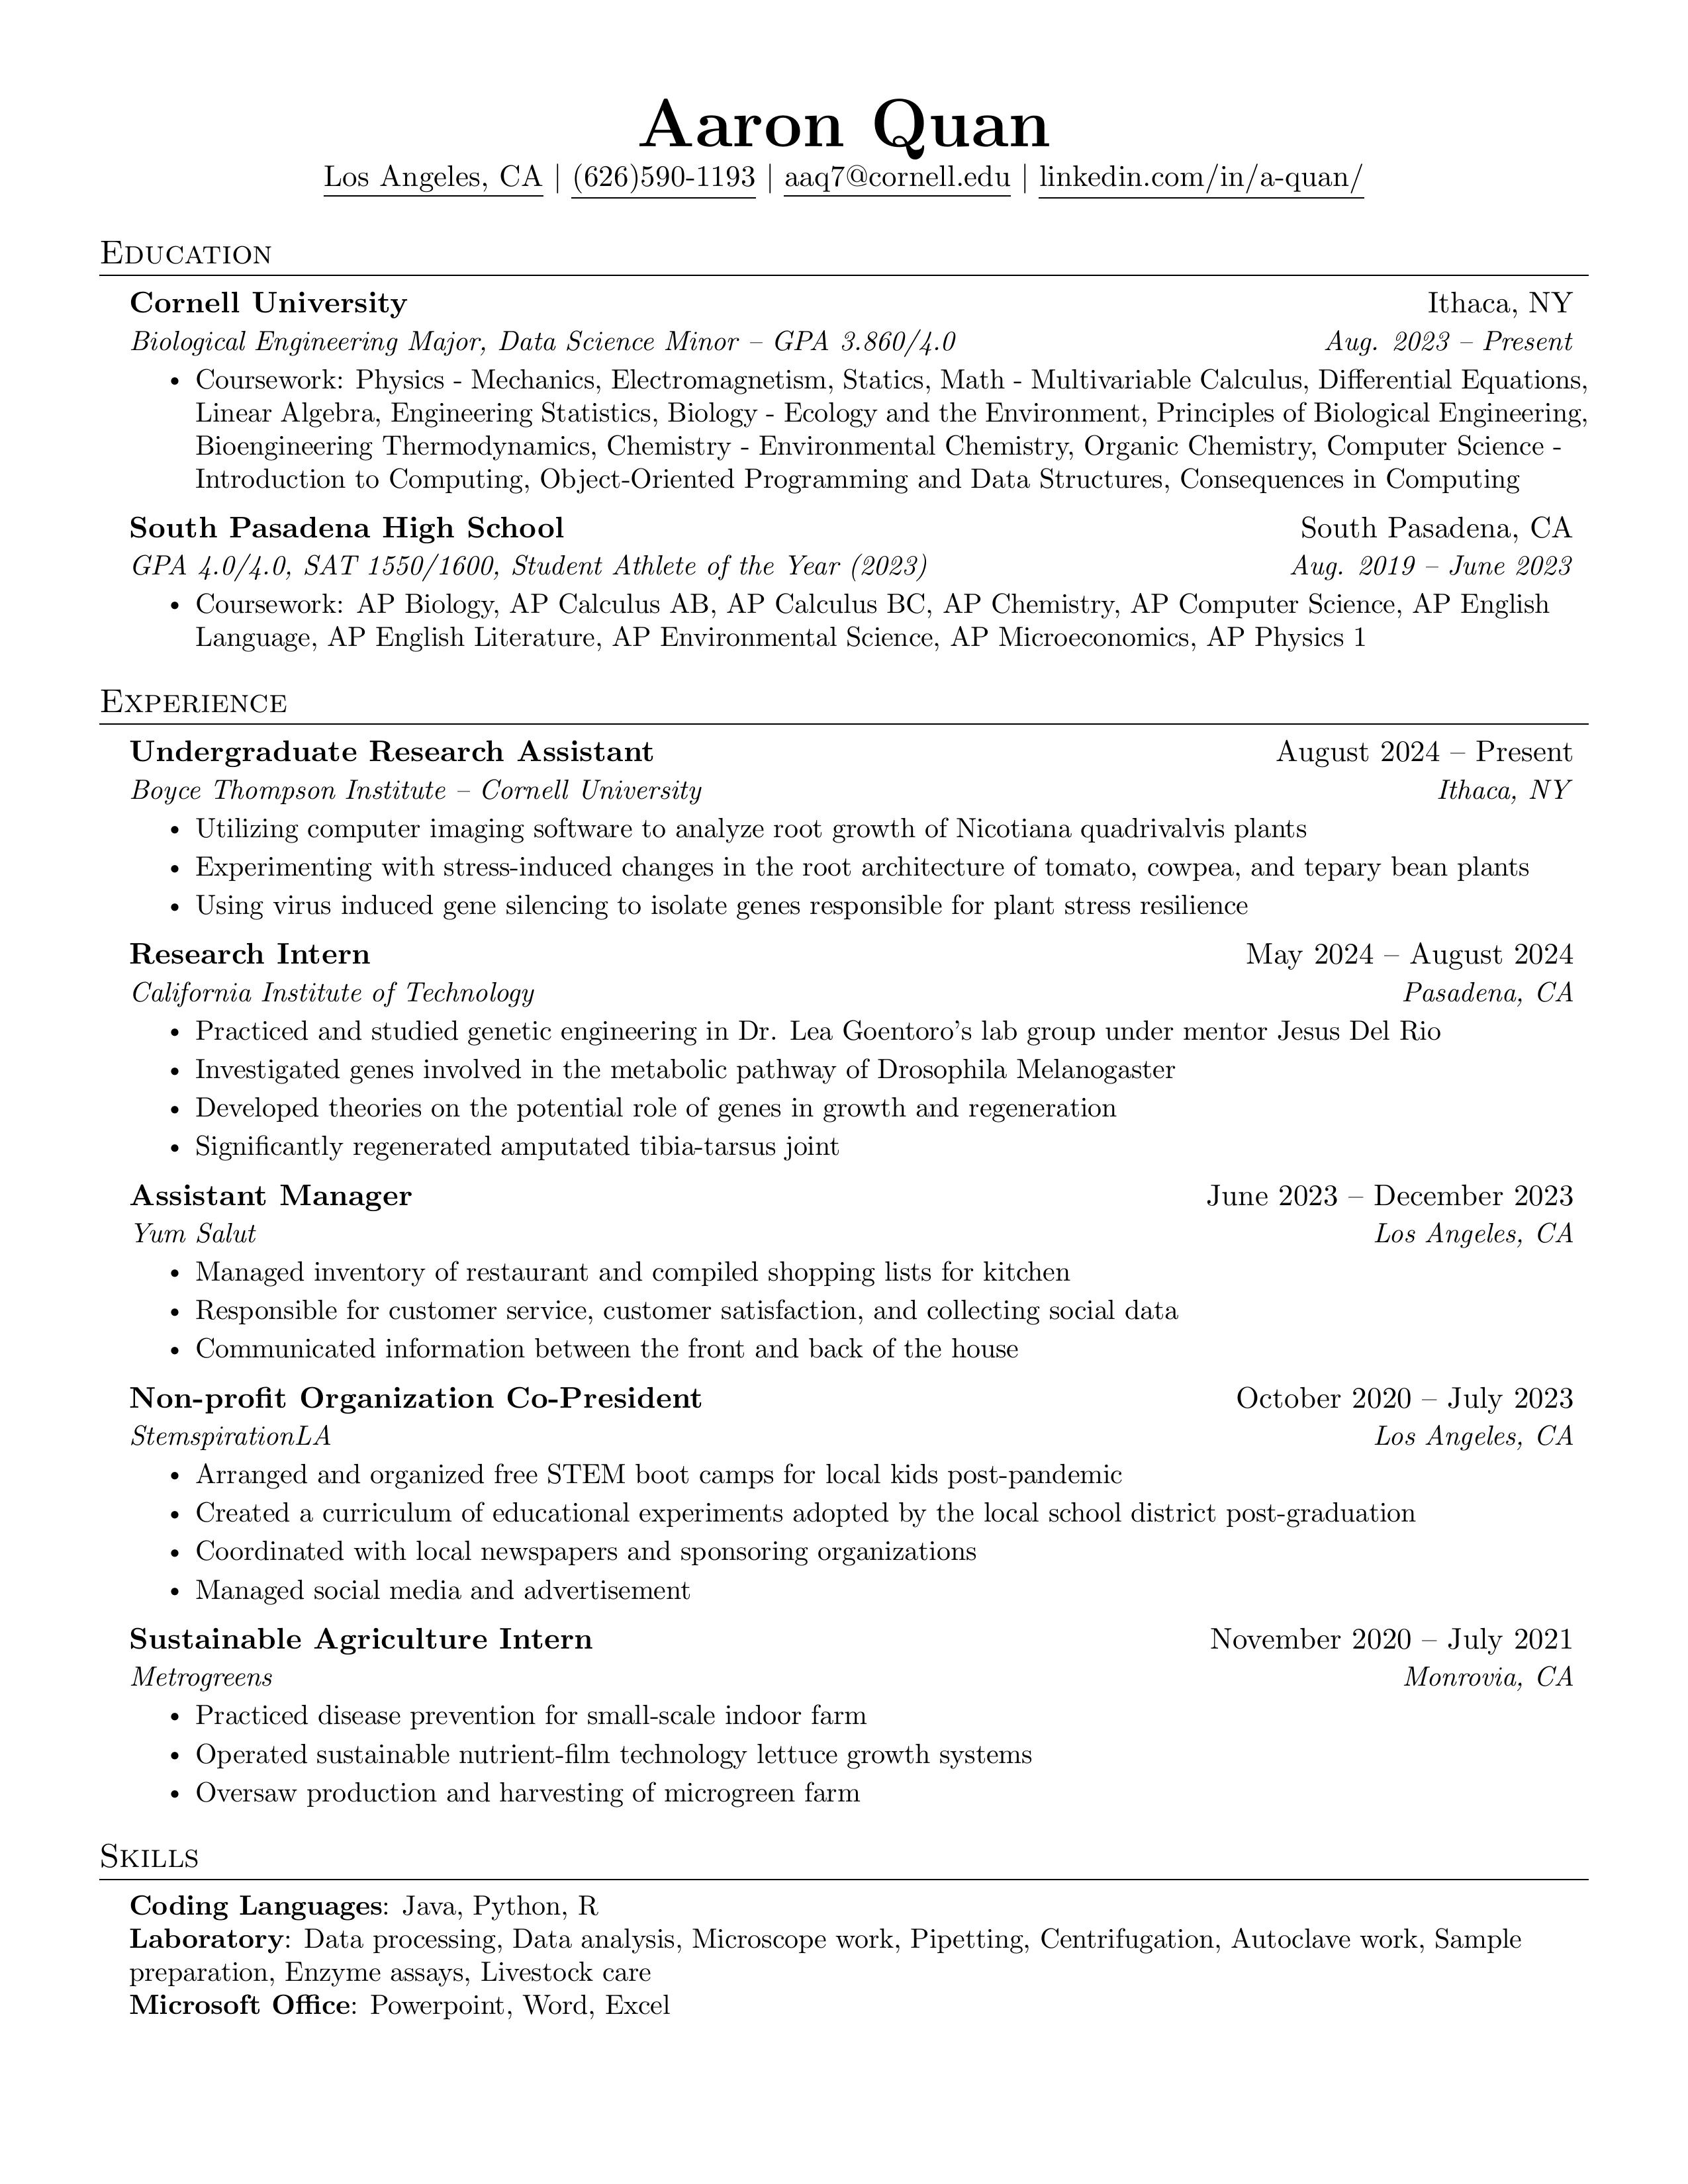 Aaron Quan
Los Angeles, CA | (626)590-1193 | aaq7@cornell.edu | linkedin.com/in/a-quan/
Education
Cornell University Ithaca, NY
Biological Engineering Major, Data Science Minor – GPA 3.860/4.0 Aug. 2023 – Present
• Coursework: Physics - Mechanics, Electromagnetism, Statics, Math - Multivariable Calculus, Differential Equations,
Linear Algebra, Engineering Statistics, Biology - Ecology and the Environment, Principles of Biological Engineering,
Bioengineering Thermodynamics, Chemistry - Environmental Chemistry, Organic Chemistry, Computer Science -
Introduction to Computing, Object-Oriented Programming and Data Structures, Consequences in Computing
South Pasadena High School South Pasadena, CA
GPA 4.0/4.0, SAT 1550/1600, Student Athlete of the Year (2023) Aug. 2019 – June 2023
• Coursework: AP Biology, AP Calculus AB, AP Calculus BC, AP Chemistry, AP Computer Science, AP English
Language, AP English Literature, AP Environmental Science, AP Microeconomics, AP Physics 1
Experience
Undergraduate Research Assistant August 2024 – Present
Boyce Thompson Institute – Cornell University Ithaca, NY
• Utilizing computer imaging software to analyze root growth of Nicotiana quadrivalvis plants
• Experimenting with stress-induced changes in the root architecture of tomato, cowpea, and tepary bean plants
• Using virus induced gene silencing to isolate genes responsible for plant stress resilience
Research Intern May 2024 – August 2024
California Institute of Technology Pasadena, CA
• Practiced and studied genetic engineering in Dr. Lea Goentoro's lab group under mentor Jesus Del Rio
• Investigated genes involved in the metabolic pathway of Drosophila Melanogaster
• Developed theories on the potential role of genes in growth and regeneration
• Significantly regenerated amputated tibia-tarsus joint
Assistant Manager June 2023 – December 2023
Yum Salut Los Angeles, CA
• Managed inventory of restaurant and compiled shopping lists for kitchen
• Responsible for customer service, customer satisfaction, and collecting social data
• Communicated information between the front and back of the house
Non-profit Organization Co-President October 2020 – July 2023
StemspirationLA Los Angeles, CA
• Arranged and organized free STEM boot camps for local kids post-pandemic
• Created a curriculum of educational experiments adopted by the local school district post-graduation
• Coordinated with local newspapers and sponsoring organizations
• Managed social media and advertisement
Sustainable Agriculture Intern November 2020 – July 2021
Metrogreens Monrovia, CA
• Practiced disease prevention for small-scale indoor farm
• Operated sustainable nutrient-film technology lettuce growth systems
• Oversaw production and harvesting of microgreen farm
Skills
Coding Languages: Java, Python, R
Laboratory: Data processing, Data analysis, Microscope work, Pipetting, Centrifugation, Autoclave work, Sample
preparation, Enzyme assays, Livestock care
Microsoft Office: Powerpoint, Word, Excel